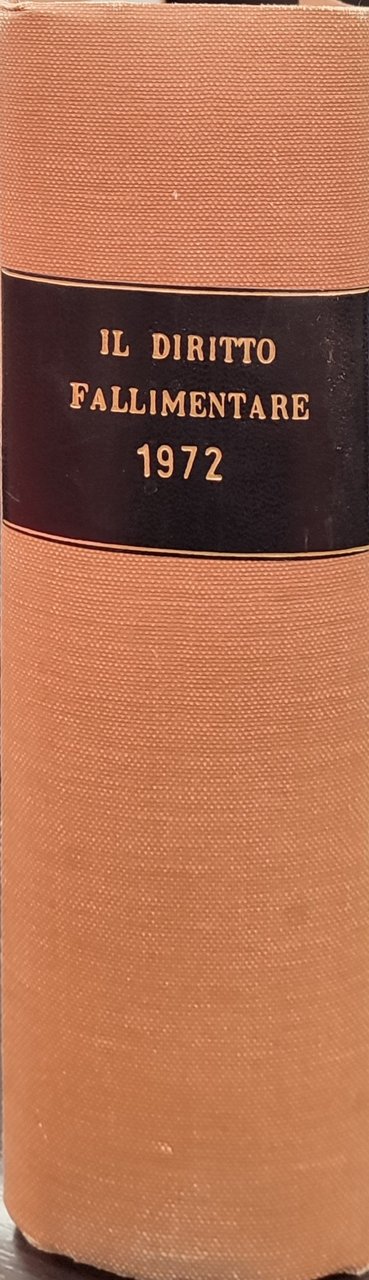 IL DIRITTO
FALLIMENTARE
1972